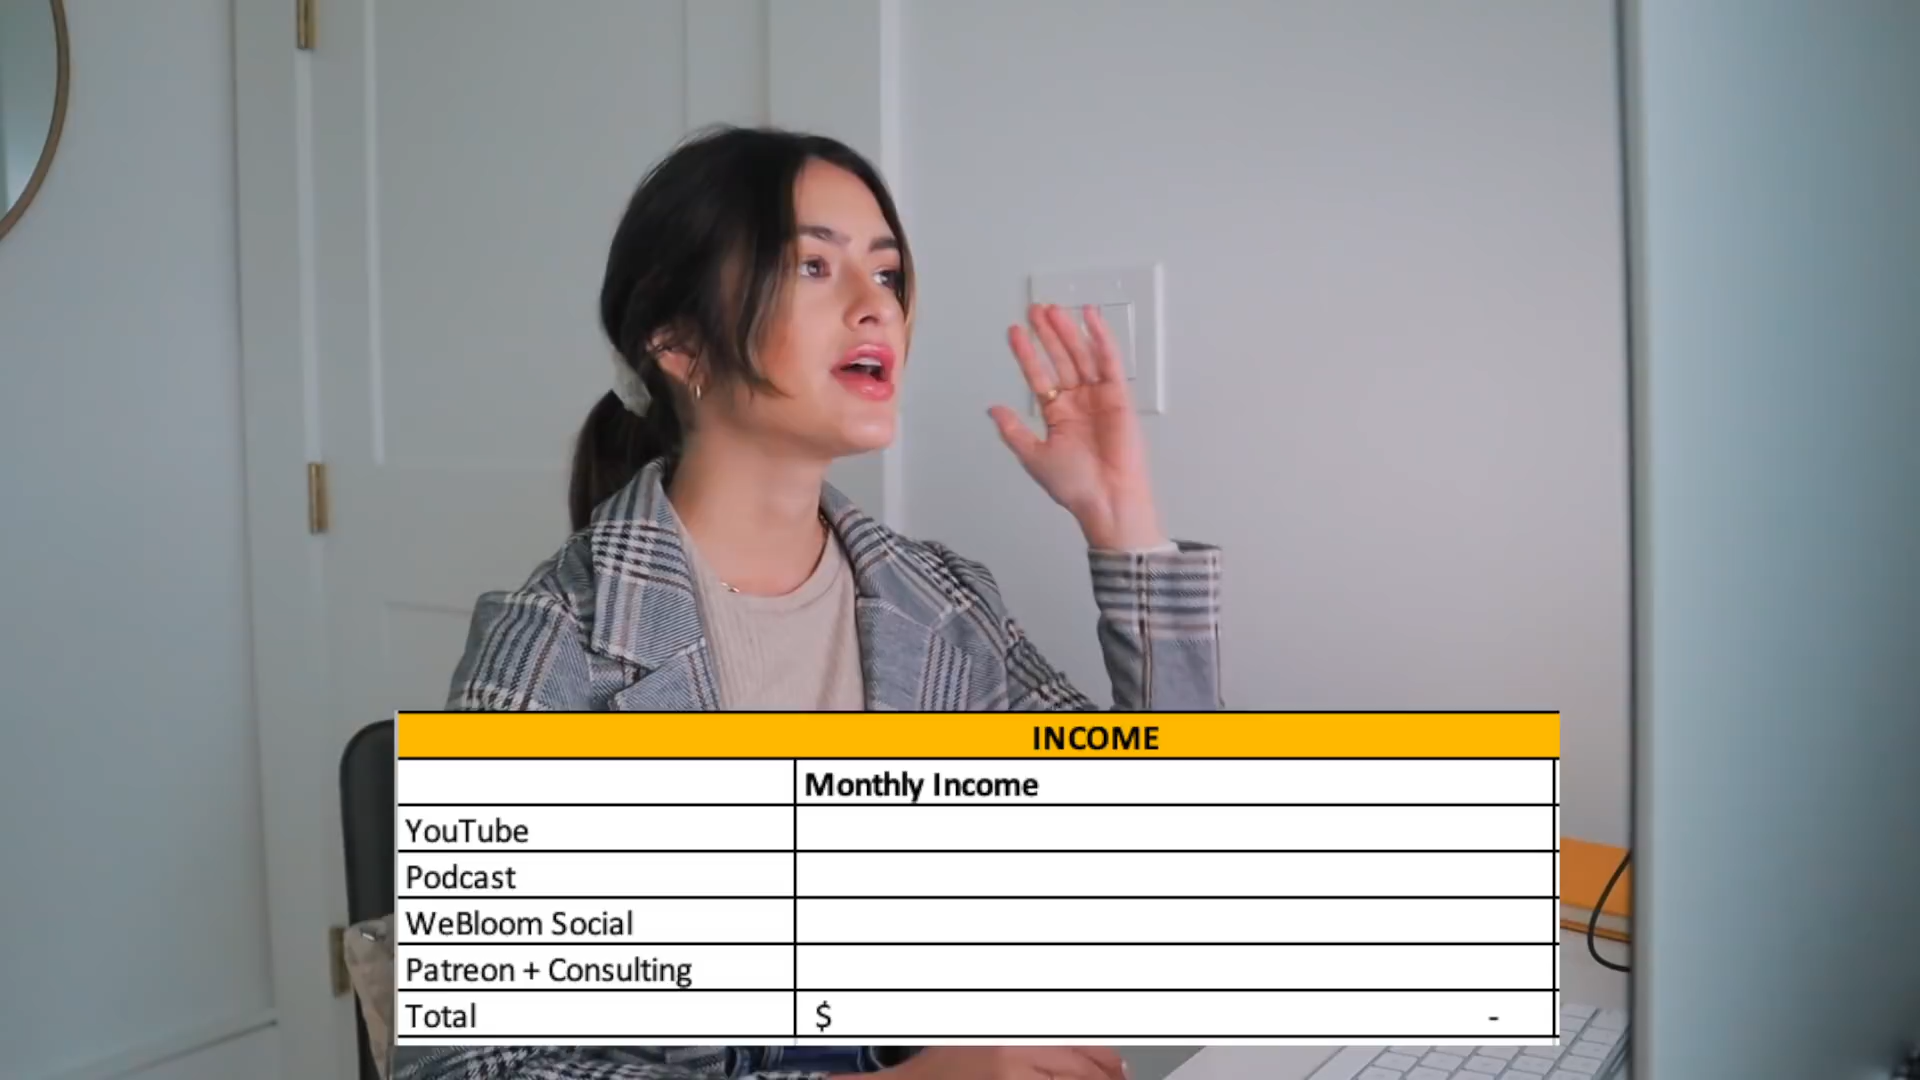 INCOME
Monthly Income
YouTube
Podcast
WeBloom Social
Patreon + Consulting
Total $ -